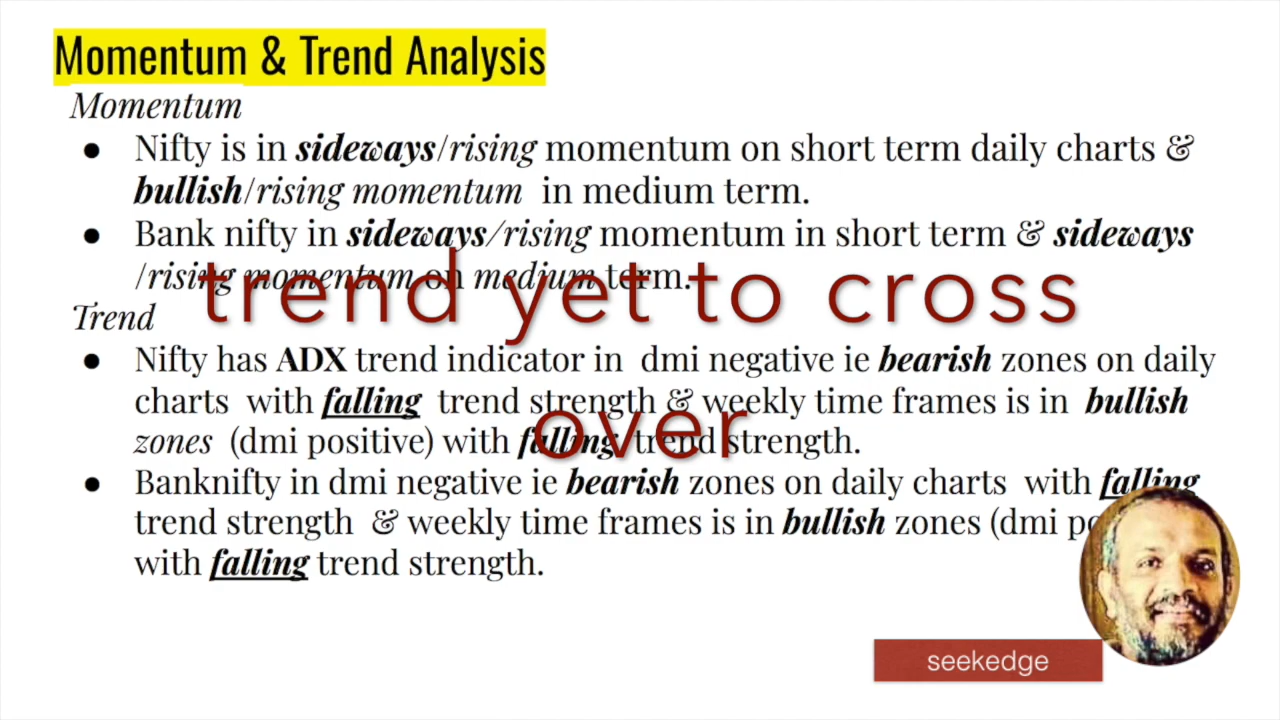 Momentum & Trend Analysis
Momentum
● Nifty is in sideways/rising momentum on short term daily charts &
bullish/rising momentum in medium term.
● Bank nifty in sideways/rising momentum in short term & sideways
/rising momentum on medium term.
trend yet to cross
Trend
● Nifty has ADX trend indicator in dmi negative ie bearish zones on daily
charts with falling trend strength & weekly time frames is in bullish
over
zones (dmi positive) with falling trend strength.
● Banknifty in dmi negative ie bearish zones on daily charts with falling
trend strength & weekly time frames is in bullish zones (dmi
with falling trend strength.
seekedge